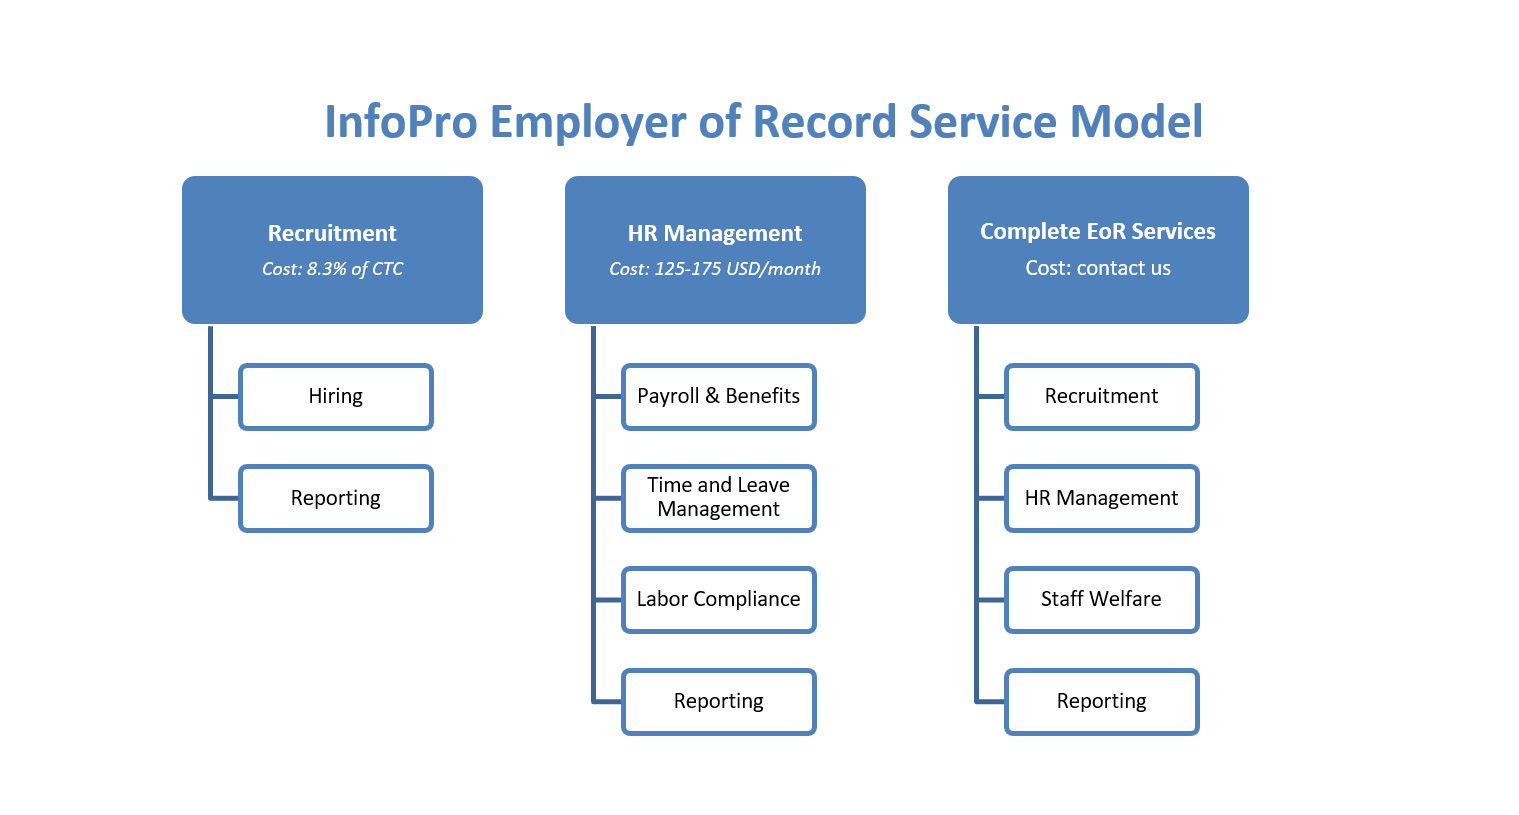 InfoPro Employer of Record Service Model
Recruitment
Cost: 8.3% of CTC
Hiring
Reporting
HR Management
Cost: 125-175 USD/month
Payroll & Benefits
Time and Leave
Management
Labor Compliance
Reporting
Complete EoR Services
Cost: contact us
Recruitment
HR Management
Staff Welfare
Reporting